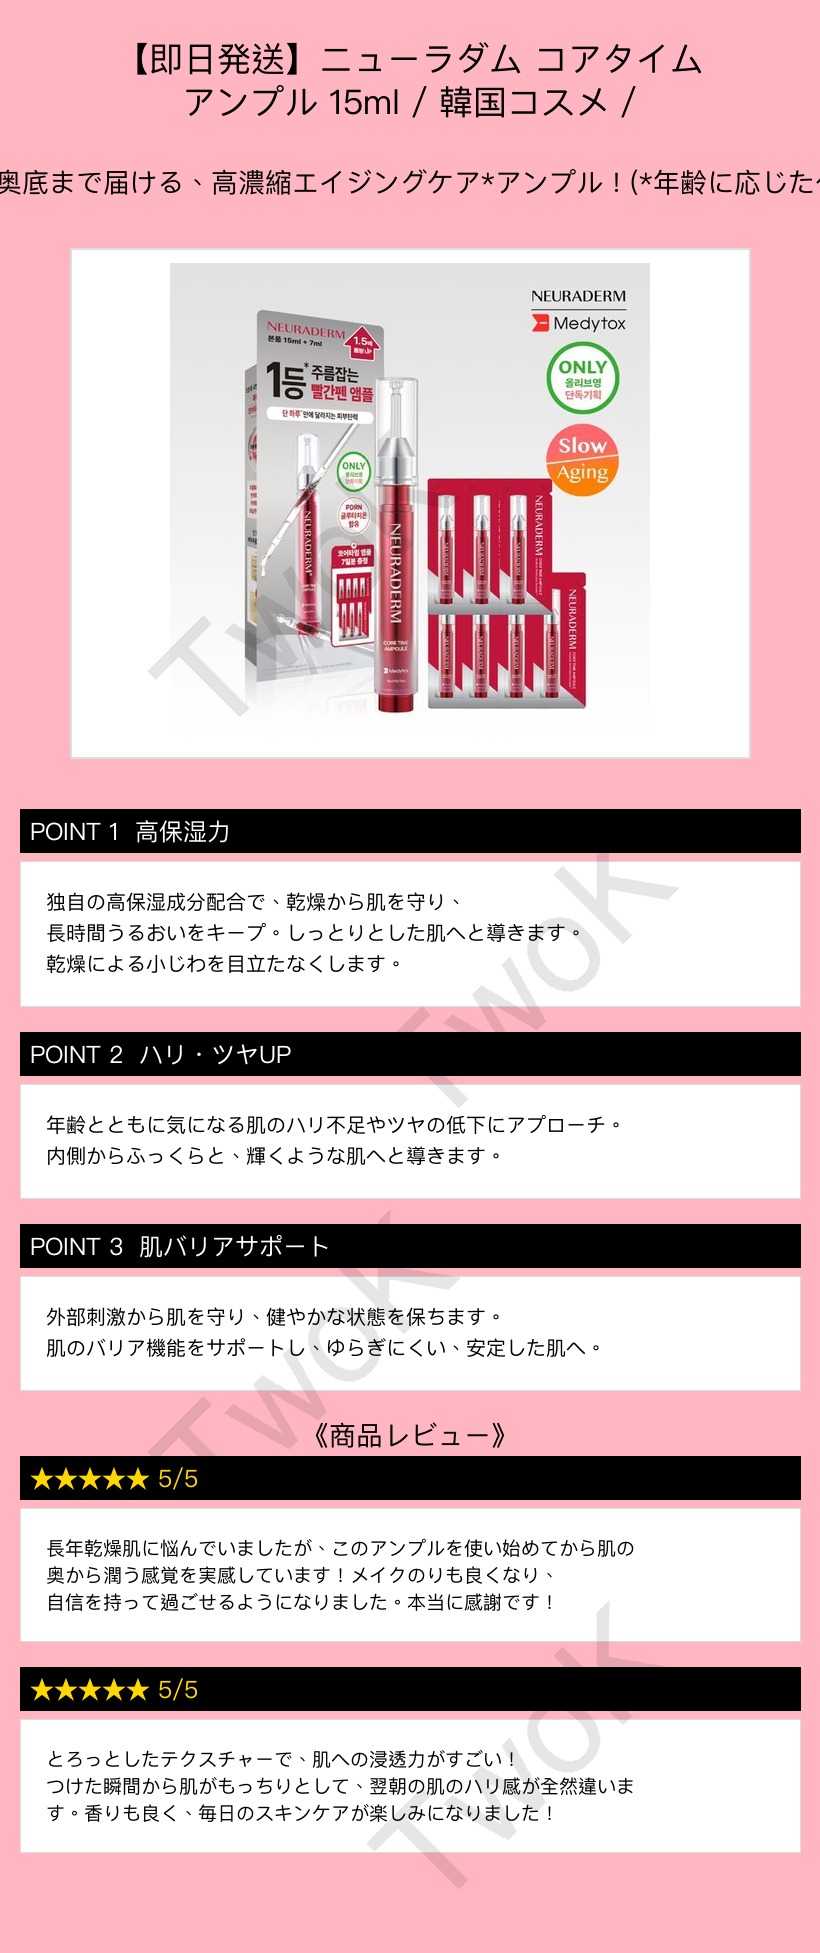 【即日発送】ニューラダム コアタイム
アンプル 15ml / 韓国コスメ /
奥底まで届ける、高濃縮エイジングケア*アンプル！(*年齢に応じた
NEURADERM
Medytox
ONLY
올리브영
단독기획
Slow
Aging
NEURADERM
본품 15ml + 7ml
1.5배
용량 UP
1등*
주름잡는
빨간펜 앰플
단 하루*만에 달라지는 피부탄력
ONLY
올리브영
단독기획
PDRN
글루타치온
함유
코어타임 앰플
7일분 증정
NEURADERM
NEURADERM
CORE TIME
AMPOULE
Medytox
NEURADERM
NEURADERM
POINT 1 高保湿力
独自の高保湿成分配合で、乾燥から肌を守り、
長時間うるおいをキープ。しっとりとした肌へと導きます。
乾燥による小じわを目立たなくします。
POINT 2 ハリ・ツヤUP
年齢とともに気になる肌のハリ不足やツヤの低下にアプローチ。
内側からふっくらと、輝くような肌へと導きます。
POINT 3 肌バリアサポート
外部刺激から肌を守り、健やかな状態を保ちます。
肌のバリア機能をサポートし、ゆらぎにくい、安定した肌へ。
《商品レビュー》
★★★★★ 5/5
長年乾燥肌に悩んでいましたが、このアンプルを使い始めてから肌の
奥から潤う感覚を実感しています！メイクのりも良くなり、
自信を持って過ごせるようになりました。本当に感謝です！
★★★★★ 5/5
とろっとしたテクスチャーで、肌への浸透力がすごい！
つけた瞬間から肌がもっちりとして、翌朝の肌のハリ感が全然違いま
す。香りも良く、毎日のスキンケアが楽しみになりました！
TwoK
TwoK
TwoK
TwoK